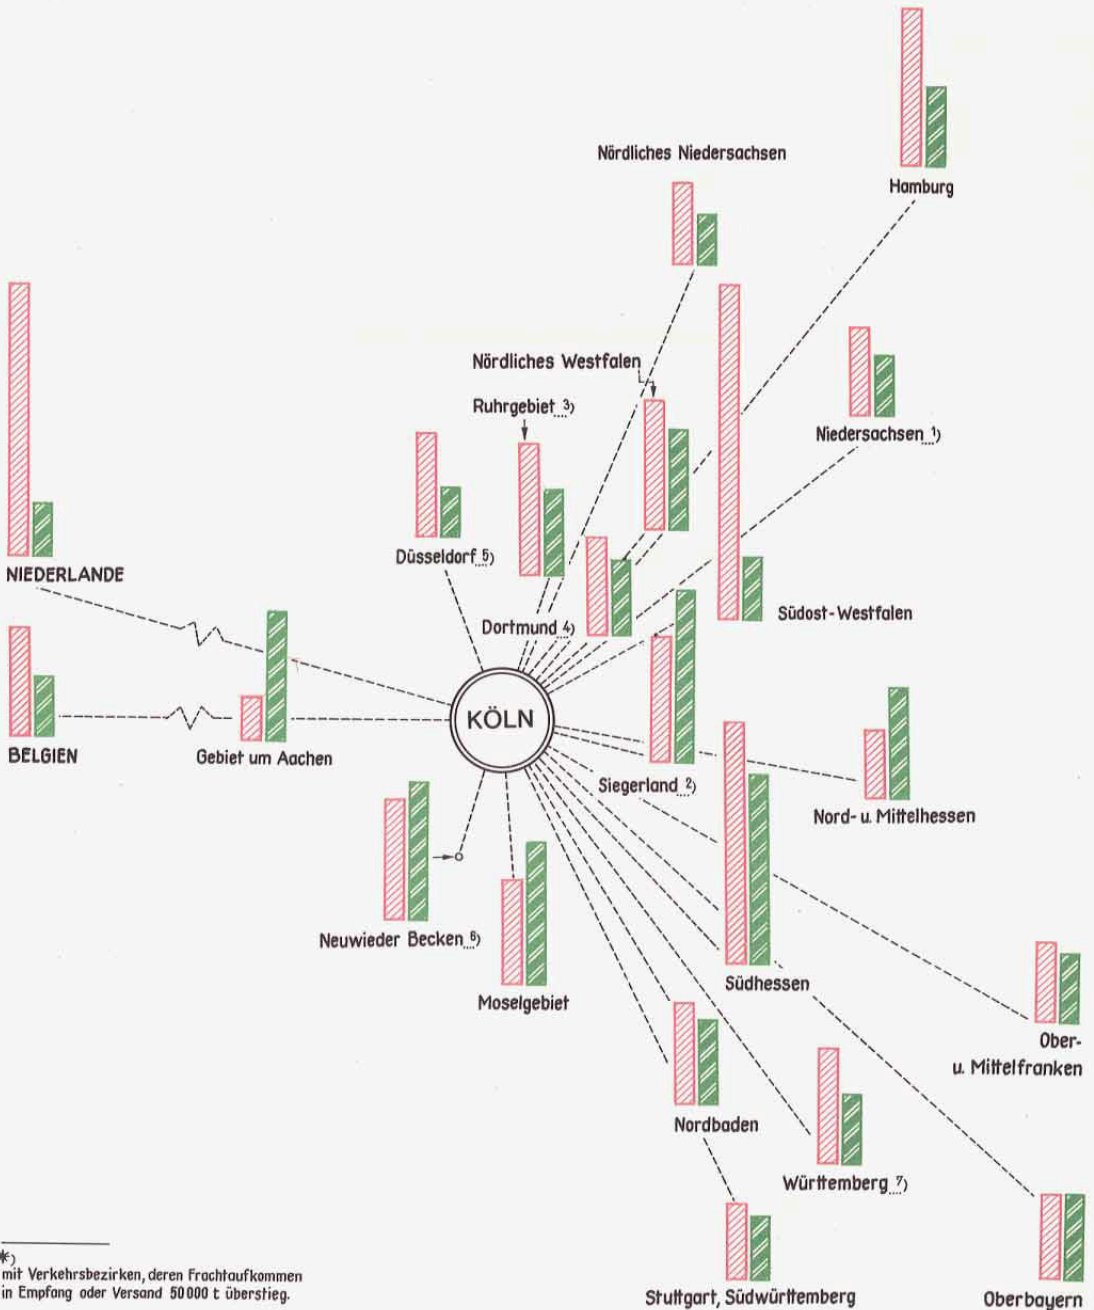 Nördliches Niedersachsen
Hamburg
Nördliches Westfalen
Ruhrgebiet 3)
Niedersachsen 1)
Düsseldorf 5)
NIEDERLANDE
Dortmund 4)
Südost-Westfalen
KÖLN
BELGIEN
Gebiet um Aachen
Siegerland 2)
Nord- u. Mittelhessen
Neuwieder Becken 6)
Südhessen
Moselgebiet
Ober-
u. Mittelfranken
Nordbaden
Württemberg 7)
Stuttgart, Südwürttemberg
Oberbayern
*)
mit Verkehrsbezirken, deren Frachtaufkommen
in Empfang oder Versand 50000 t überstieg.